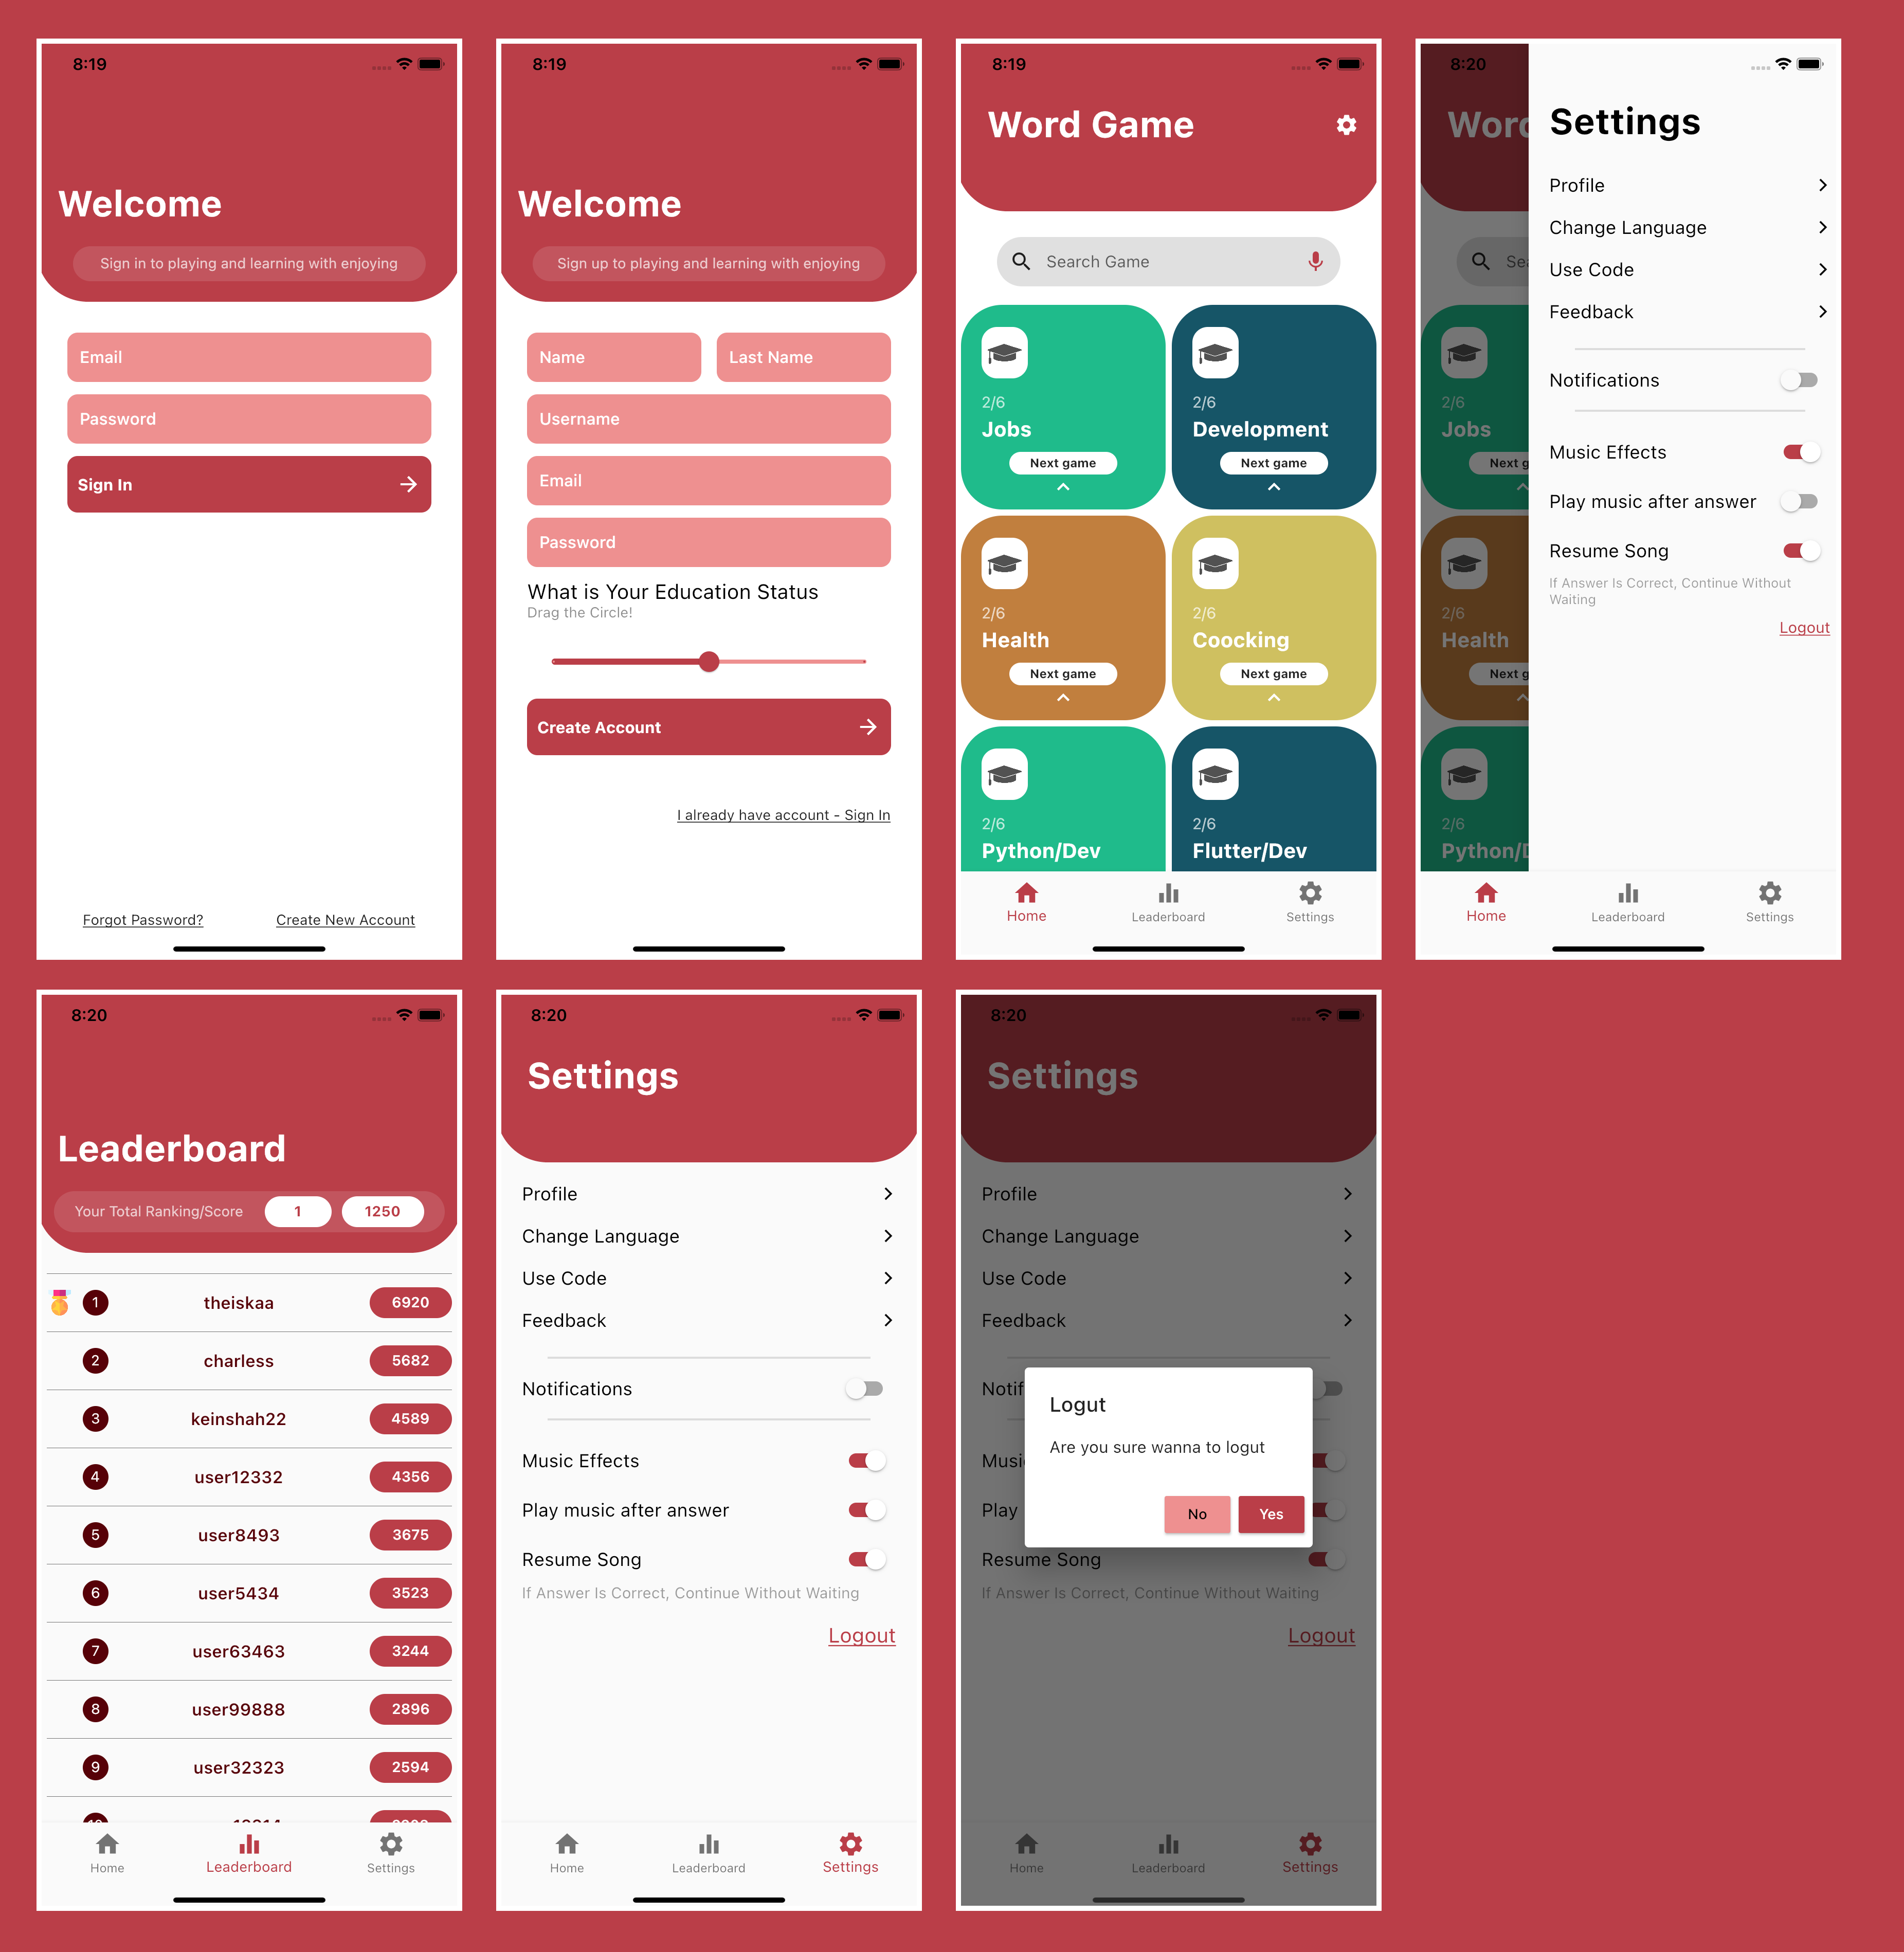 8:19
Welcome
Sign in to playing and learning with enjoying
Email
Password
Sign In
Forgot Password?
Create New Account
8:19
Welcome
Sign up to playing and learning with enjoying
Name
Last Name
Username
Email
Password
What is Your Education Status
Drag the Circle!
Create Account
I already have account - Sign In
8:19
Word Game
Search Game
2/6
Jobs
Next game
2/6
Development
Next game
2/6
Health
Next game
2/6
Coocking
Next game
2/6
Python/Dev
2/6
Flutter/Dev
Home
Leaderboard
Settings
8:20
Settings
Profile
Change Language
Use Code
Feedback
Notifications
Music Effects
Play music after answer
Resume Song
If Answer Is Correct, Continue Without
Waiting
Logout
2/6
Jobs
Next g
2/6
Health
Next g
2/6
Home
Leaderboard
Settings
8:20
Leaderboard
Your Total Ranking/Score 1 1250
1 theiskaa 6920
2 charless 5682
3 keinshah22 4589
4 user12332 4356
5 user8493 3675
6 user5434 3523
7 user63463 3244
8 user99888 2896
9 user32323 2594
Home
Leaderboard
Settings
8:20
Settings
Profile
Change Language
Use Code
Feedback
Notifications
Music Effects
Play music after answer
Resume Song
If Answer Is Correct, Continue Without Waiting
Logout
Home
Leaderboard
Settings
8:20
Settings
Profile
Change Language
Use Code
Feedback
Notif
Logut
Are you sure wanna to logut
No
Yes
Musi
Play
Resume Song
If Answer Is Correct, Continue Without Waiting
Logout
Home
Leaderboard
Settings